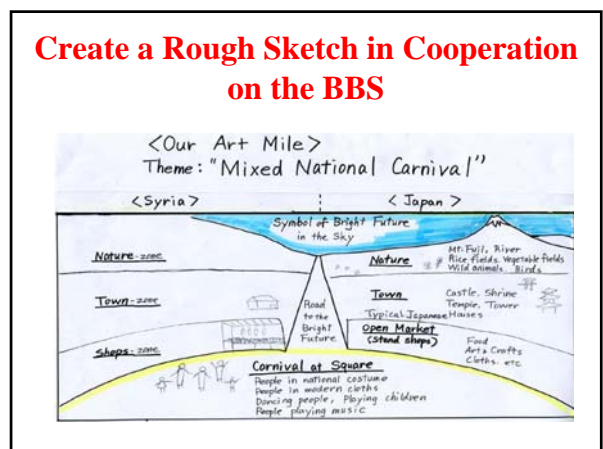 Create a Rough Sketch in Cooperation
on the BBS
<Our Art Mile>
Theme: "Mixed National Carnival"
<Syria>
<Japan>
Symbol of Bright Future
in the Sky
Nature-zone
Town-zone
Shops-zone
Road
to the
Bright
Future
Nature
Mt. Fuji, River
Rice fields, Vegetable fields
Wild animals, Birds
Town
Castle, Shrine
Temple, Tower
Typical Japanese Houses
Open Market
(Stand shops)
Food
Arts Crafts
Cloths. etc
Carnival at Square
People in national costume
People in modern cloths
Dancing people, Playing children
People playing music